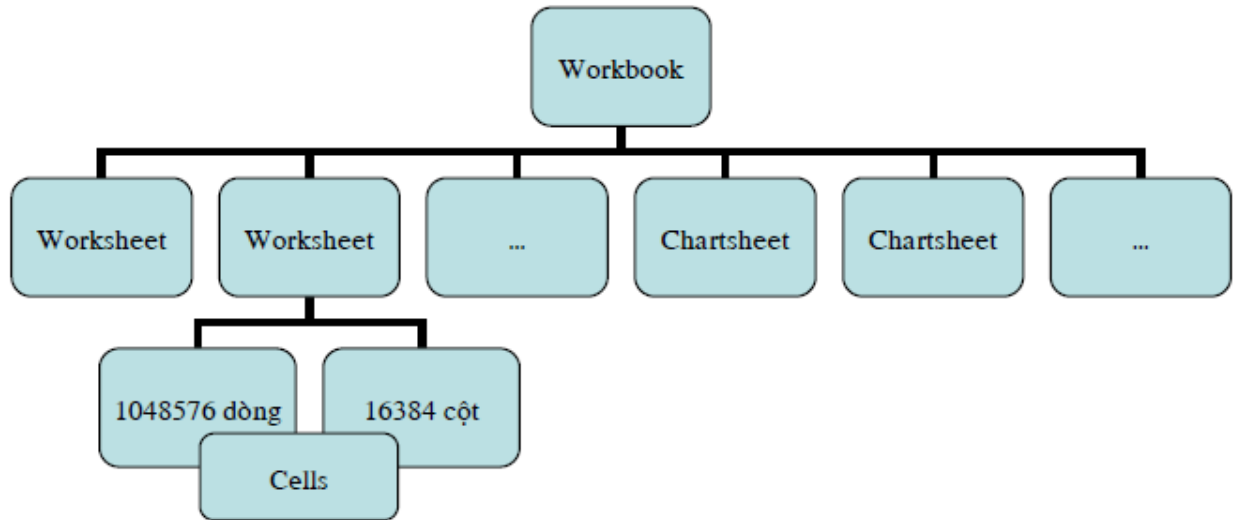 Workbook
Worksheet
Worksheet
...
Chartsheet
Chartsheet
...
1048576 dòng
16384 cột
Cells